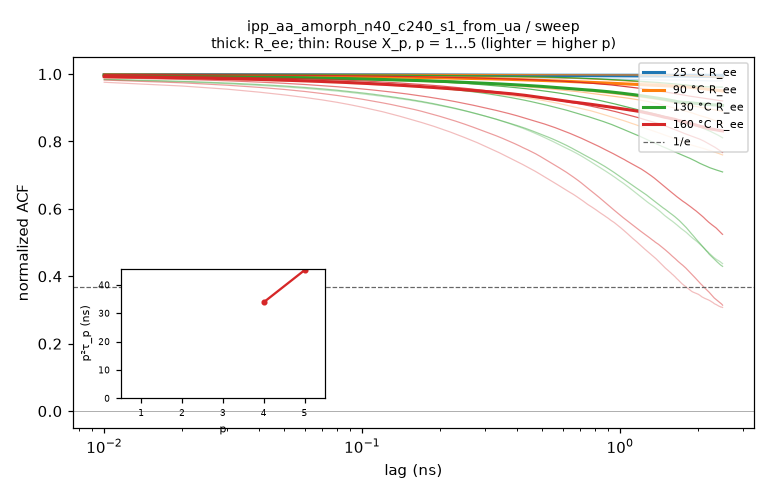 ipp_aa_amorph_n40_c240_s1_from_ua / sweep
thick: R_ee; thin: Rouse X_p, p = 1...5 (lighter = higher p)
normalized ACF
1.0
0.8
0.6
0.4
0.2
0.0
25 °C R_ee
90 °C R_ee
130 °C R_ee
160 °C R_ee
1/e
p²τ_p (ns)
40
30
20
10
0
1 2 3 4 5
p
10⁻² 10⁻¹ 10⁰
lag (ns)